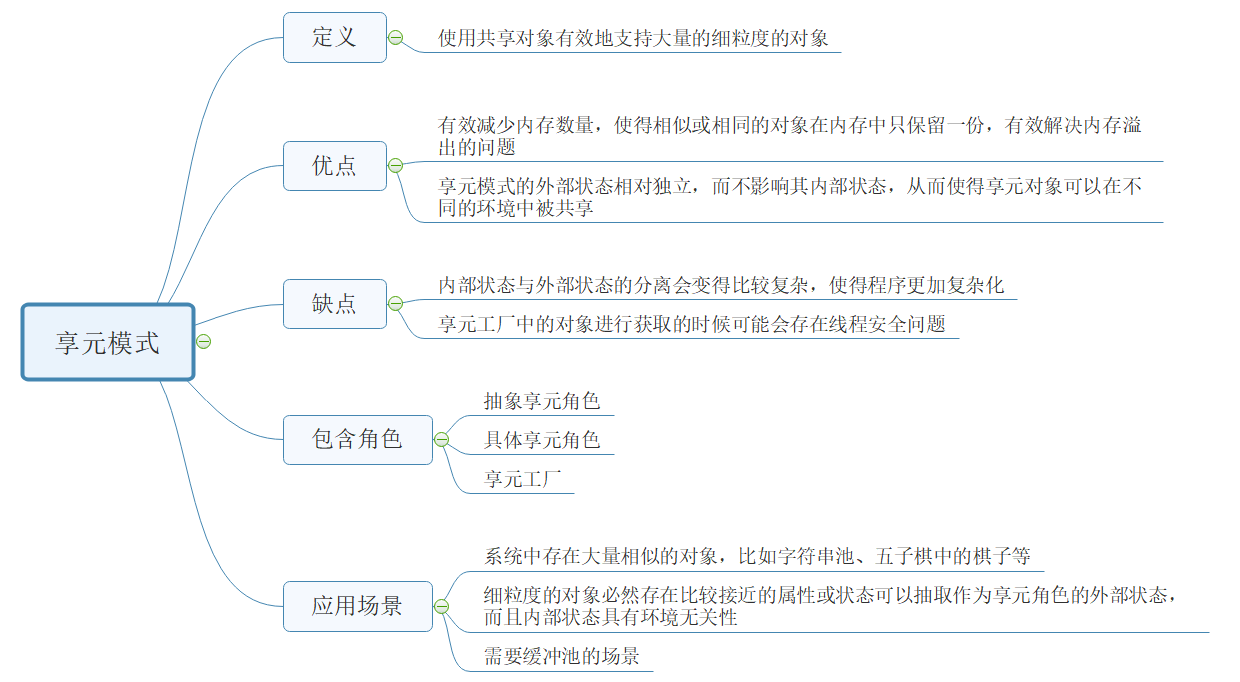 定义
使用共享对象有效地支持大量的细粒度的对象
优点
有效减少内存数量，使得相似或相同的对象在内存中只保留一份，有效解决内存溢
出的问题
享元模式的外部状态相对独立，而不影响其内部状态，从而使得享元对象可以在不
同的环境中被共享
缺点
内部状态与外部状态的分离会变得比较复杂，使得程序更加复杂化
享元工厂中的对象进行获取的时候可能会存在线程安全问题
享元模式
包含角色
抽象享元角色
具体享元角色
享元工厂
应用场景
系统中存在大量相似的对象，比如字符串池、五子棋中的棋子等
细粒度的对象必然存在比较接近的属性或状态可以抽取作为享元角色的外部状态，
而且内部状态具有环境无关性
需要缓冲池的场景